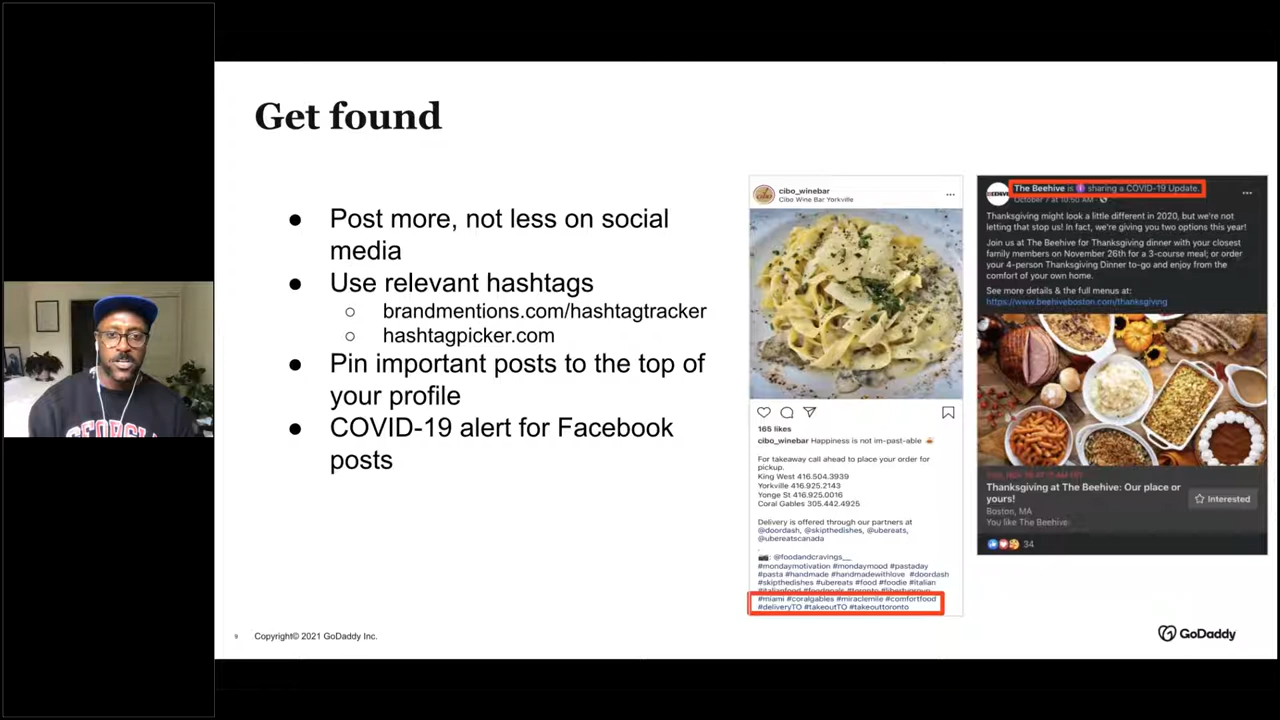 Get found
● Post more, not less on social
media
● Use relevant hashtags
○ brandmentions.com/hashtagtracker
○ hashtagpicker.com
● Pin important posts to the top of
your profile
● COVID-19 alert for Facebook
posts
cibo_winebar
Cibo Wine Bar Yorkville
165 likes
cibo_winebar Happiness is not im-past-able
For takeaway call ahead to place your order for
pickup.
King West 416.504.3939
Yorkville 416.925.2143
Yonge St 416.925.0016
Coral Gables 305.442.4925
Delivery is offered through our partners at
@doordash, @skipthedishes, @ubereats,
@ubereatscanada
.
: @foodandcravings__
#mondaymotivation #mondaymood #pastaday
#pasta #handmade #handmadewithlove #doordash
#skipthedishes #ubereats #food #foodie #italian
#italianfood #foodgoals #toronto #libertygroup
#miami #coralgables #miraclemile #comfortfood
#deliveryTO #takeoutTO #takeouttoronto
The Beehive is sharing a COVID-19 Update.
October 7 at 10:50 AM
Thanksgiving might look a little different in 2020, but we're not
letting that stop us! In fact, we're giving you two options this year!
Join us at The Beehive for Thanksgiving dinner with your closest
family members on November 26th for a 3-course meal; or order
your 4-person Thanksgiving Dinner to-go and enjoy from the
comfort of your own home.
See more details & the full menus at:
https://www.beehiveboston.com/thanksgiving
Thanksgiving at The Beehive: Our place or
yours!
Interested
Boston, MA
You like The Beehive
34
9 Copyright© 2021 GoDaddy Inc.
GoDaddy